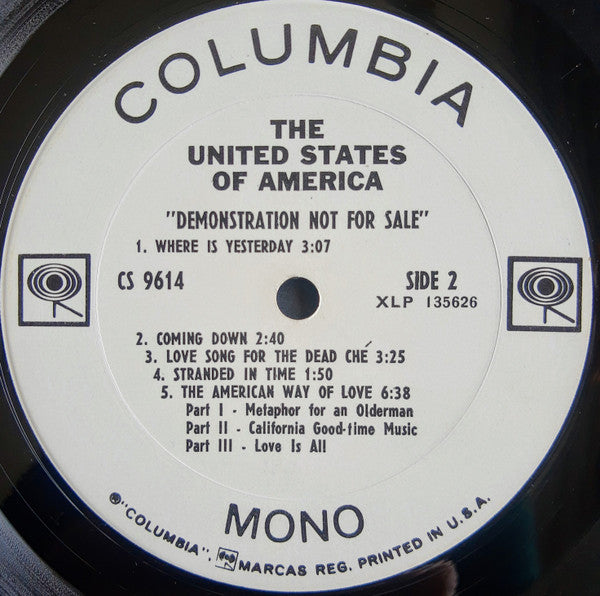 COLUMBIA
THE
UNITED STATES
OF AMERICA
"DEMONSTRATION NOT FOR SALE"
1. WHERE IS YESTERDAY 3:07
CS 9614
SIDE 2
XLP 135626
2. COMING DOWN 2:40
3. LOVE SONG FOR THE DEAD CHÉ 3:25
4. STRANDED IN TIME 1:50
5. THE AMERICAN WAY OF LOVE 6:38
Part I - Metaphor for an Olderman
Part II - California Good-time Music
Part III - Love Is All
MONO
®"COLUMBIA", MARCAS REG. PRINTED IN U.S.A.